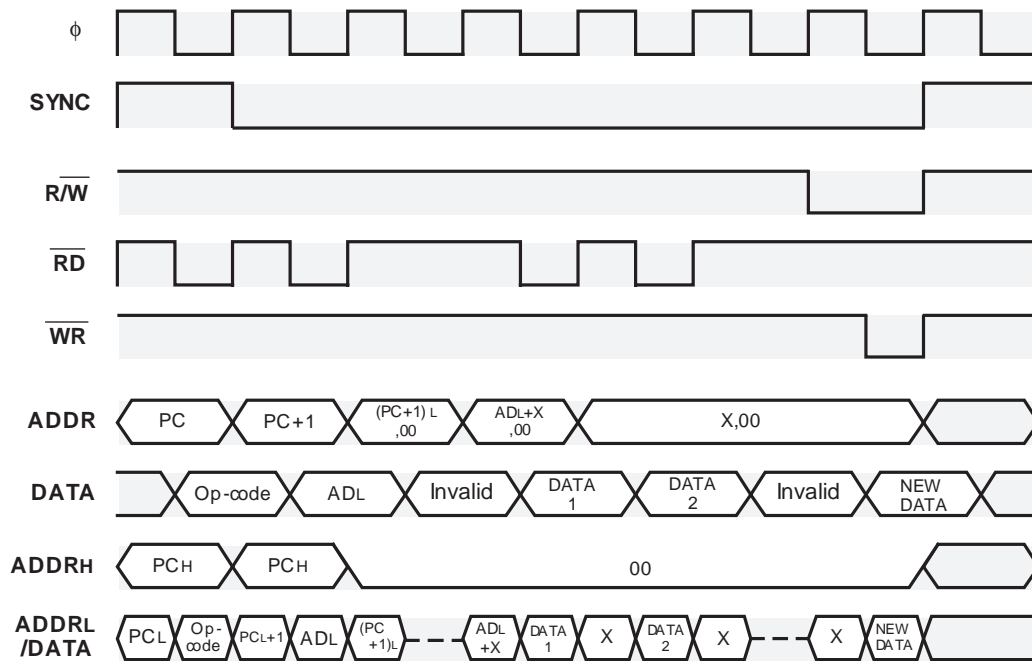 ϕ
SYNC
R/W
RD
WR
ADDR
PC
PC+1
(PC+1) L
,00
ADL+X
,00
X,00
DATA
Op-code
ADL
Invalid
DATA
1
DATA
2
Invalid
NEW
DATA
ADDRH
PCH
PCH
00
ADDRL
/DATA
PCL
Op-
code
PCL+1
ADL
(PC
+1)L
ADL
+X
DATA
1
X
DATA
2
X
X
NEW
DATA